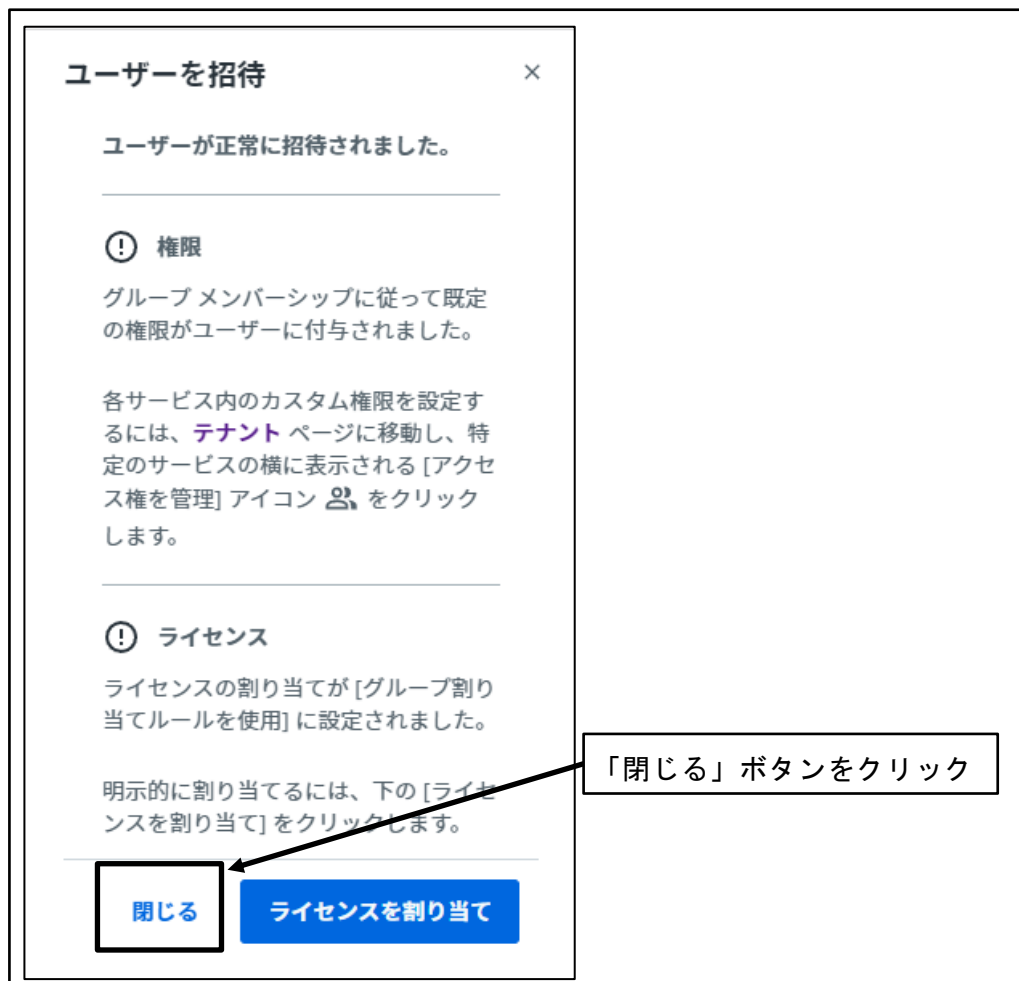 ユーザーを招待 ×
ユーザーが正常に招待されました。
権限
グループ メンバーシップに従って既定
の権限がユーザーに付与されました。
各サービス内のカスタム権限を設定す
るには、テナント ページに移動し、特
定のサービスの横に表示される [アクセ
ス権を管理] アイコン をクリック
します。
ライセンス
ライセンスの割り当てが [グループ割り
当てルールを使用] に設定されました。
明示的に割り当てるには、下の [ライセ
ンスを割り当て] をクリックします。
「閉じる」ボタンをクリック
閉じる
ライセンスを割り当て